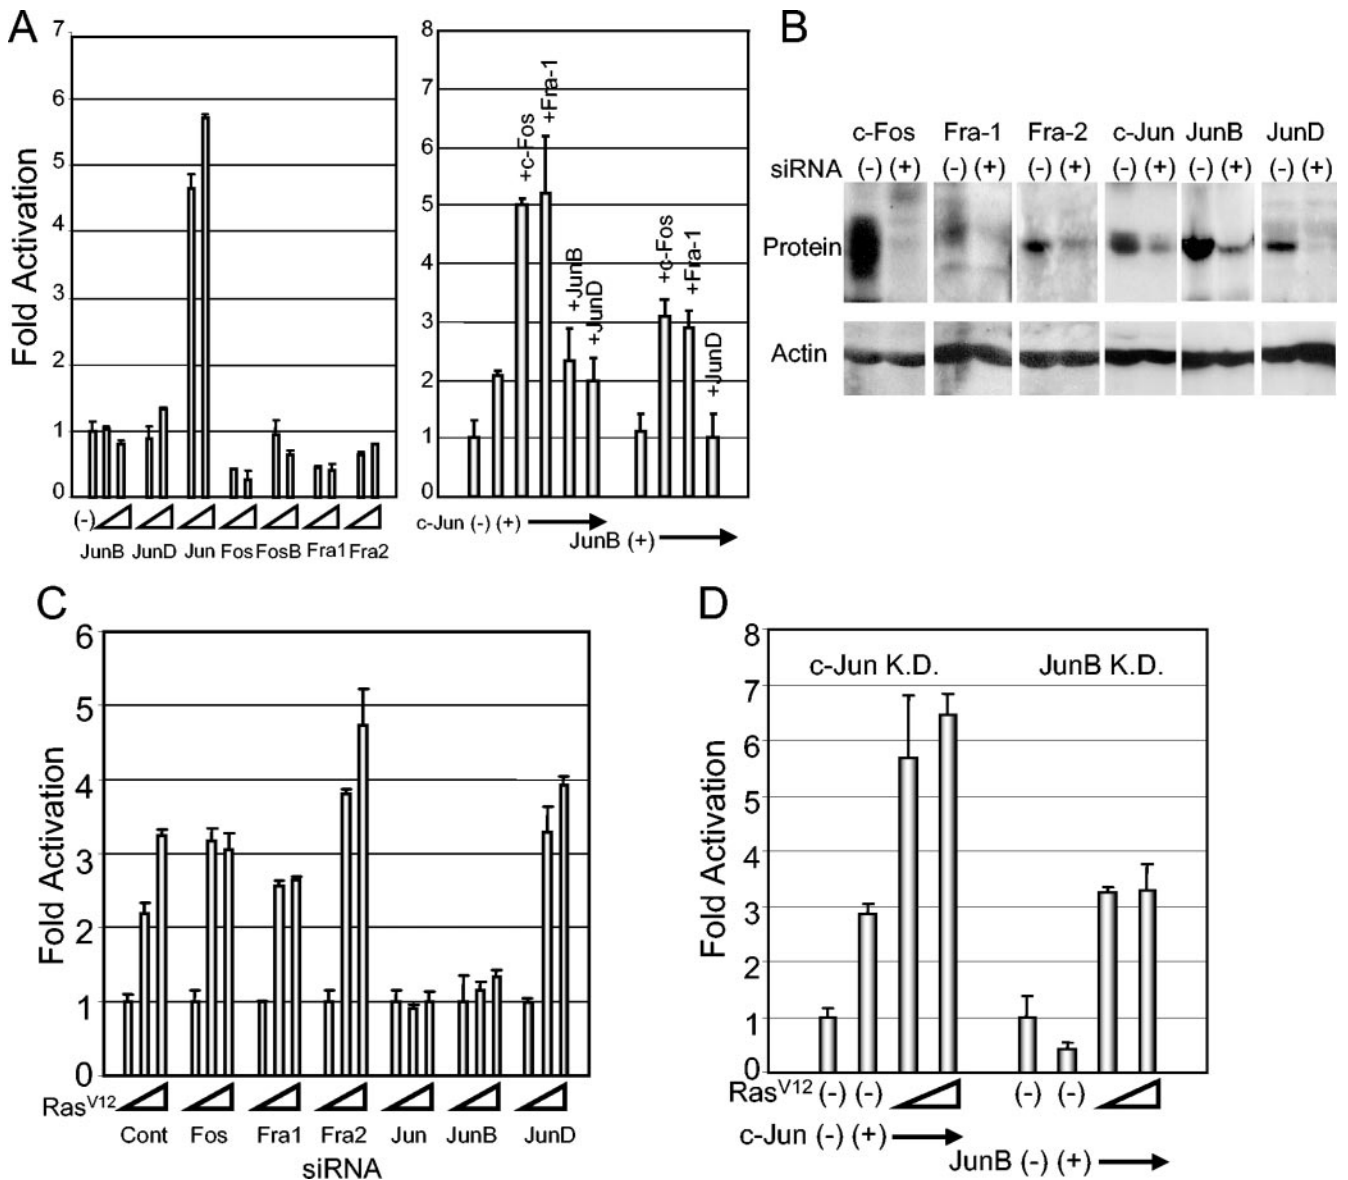 A
7
6
5
4
3
2
1
0
Fold Activation
(-)
JunB JunD Jun Fos FosB Fra1 Fra2
8
7
6
5
4
3
2
1
0
+c-Fos
+Fra-1
+JunB
+JunD
+c-Fos
+Fra-1
+JunD
c-Jun (-) (+)
JunB (+)
B
c-Fos Fra-1 Fra-2 c-Jun JunB JunD
siRNA (-) (+) (-) (+) (-) (+) (-) (+) (-) (+) (-) (+)
Protein
Actin
C
6
5
4
3
2
1
0
Fold Activation
RasV12
Cont Fos Fra1 Fra2 Jun JunB JunD
siRNA
D
8
7
6
5
4
3
2
1
0
Fold Activation
c-Jun K.D. JunB K.D.
RasV12 (-) (-) (-) (-)
c-Jun (-) (+)
JunB (-) (+)